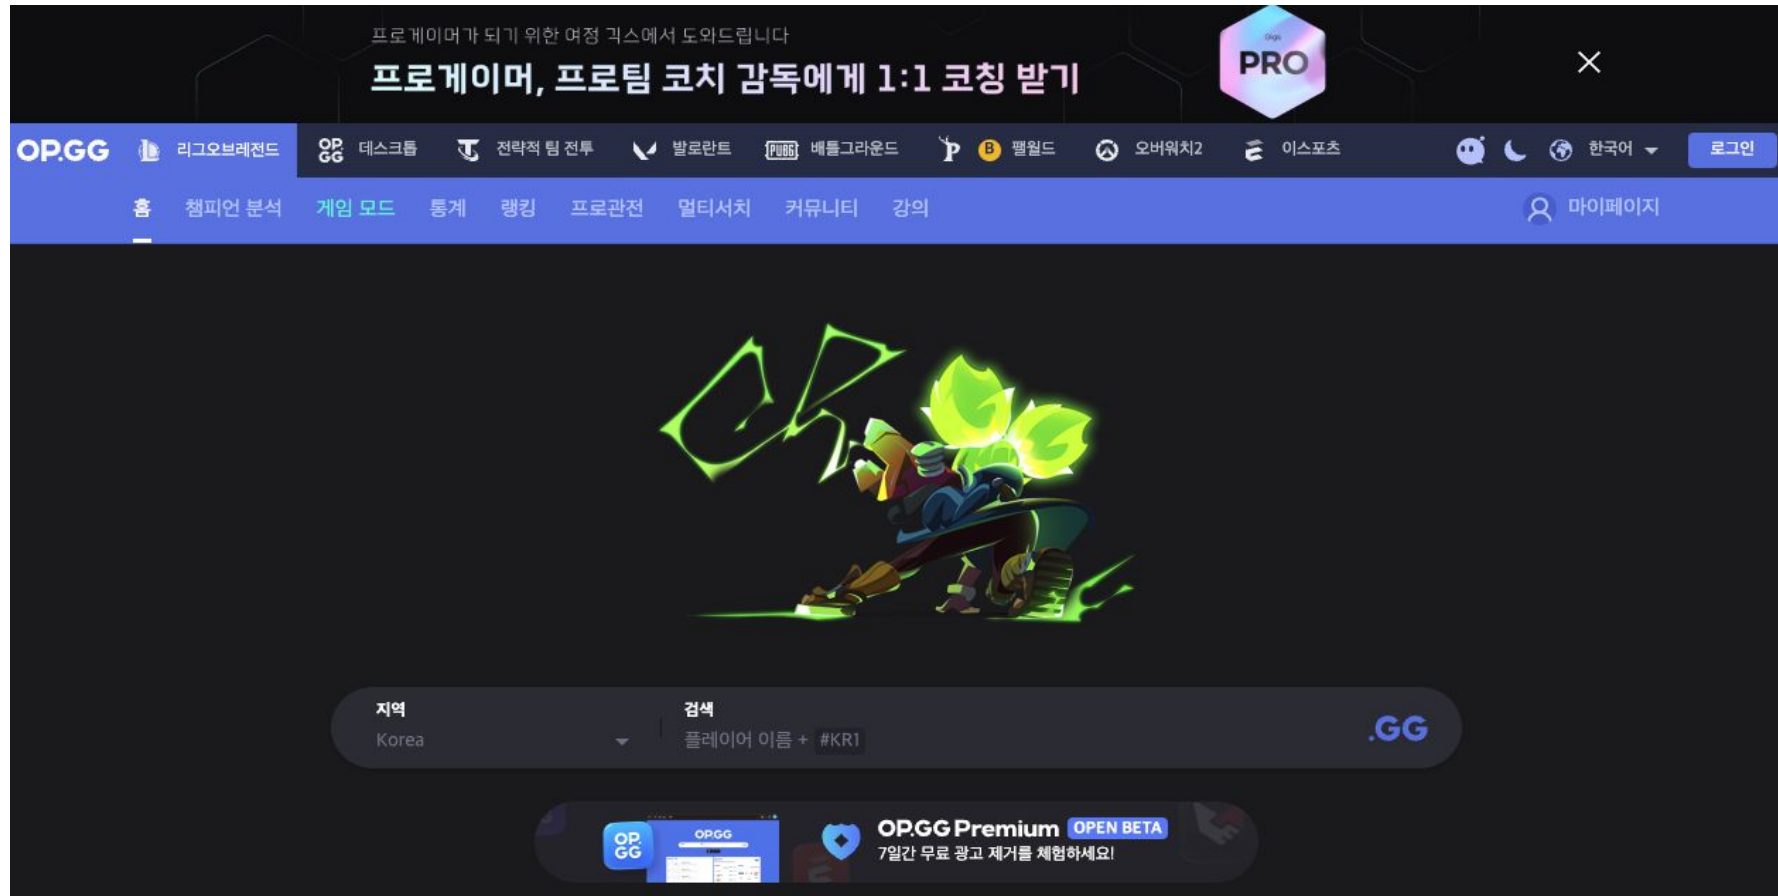 프로게이머가 되기 위한 여정 긱스에서 도와드립니다
프로게이머, 프로팀 코치 감독에게 1:1 코칭 받기
Gigs
PRO
OP.GG 리그오브레전드 OP.GG 데스크톱 전략적 팀 전투 발로란트 PUBG 배틀그라운드 P B 팰월드 오버워치2 이스포츠 한국어 로그인
홈 챔피언 분석 게임 모드 통계 랭킹 프로관전 멀티서치 커뮤니티 강의 마이페이지
지역 검색
Korea 플레이어 이름 + #KR1 .GG
OP.GG OP.GG OP.GG Premium OPEN BETA
7일간 무료 광고 제거를 체험하세요!